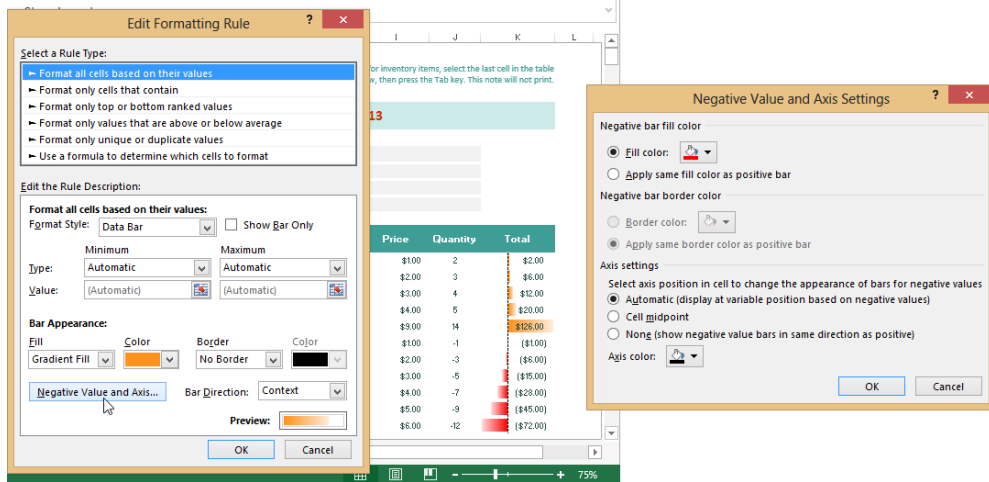 Edit Formatting Rule ? ×
Select a Rule Type:
► Format all cells based on their values
► Format only cells that contain
► Format only top or bottom ranked values
► Format only values that are above or below average
► Format only unique or duplicate values
► Use a formula to determine which cells to format
Edit the Rule Description:
Format all cells based on their values:
Format Style: Data Bar Show Bar Only
Minimum Maximum
Type: Automatic Automatic
Value: (Automatic) (Automatic)
Bar Appearance:
Fill Color Border Color
Gradient Fill No Border
Negative Value and Axis... Bar Direction: Context
Preview:
OK Cancel
I J K L
for inventory items, select the last cell in the table
then press the Tab key. This note will not print.
13
Price Quantity Total
$1.00 2 $2.00
$2.00 3 $6.00
$3.00 4 $12.00
$4.00 5 $20.00
$9.00 14 $126.00
$1.00 -1 ($1.00)
$2.00 -3 ($6.00)
$3.00 -5 ($15.00)
$4.00 -7 ($28.00)
$5.00 -9 ($45.00)
$6.00 -12 ($72.00)
- + 75%
Negative Value and Axis Settings ? ×
Negative bar fill color
Fill color:
Apply same fill color as positive bar
Negative bar border color
Border color:
Apply same border color as positive bar
Axis settings
Select axis position in cell to change the appearance of bars for negative values
Automatic (display at variable position based on negative values)
Cell midpoint
None (show negative value bars in same direction as positive)
Axis color:
OK Cancel